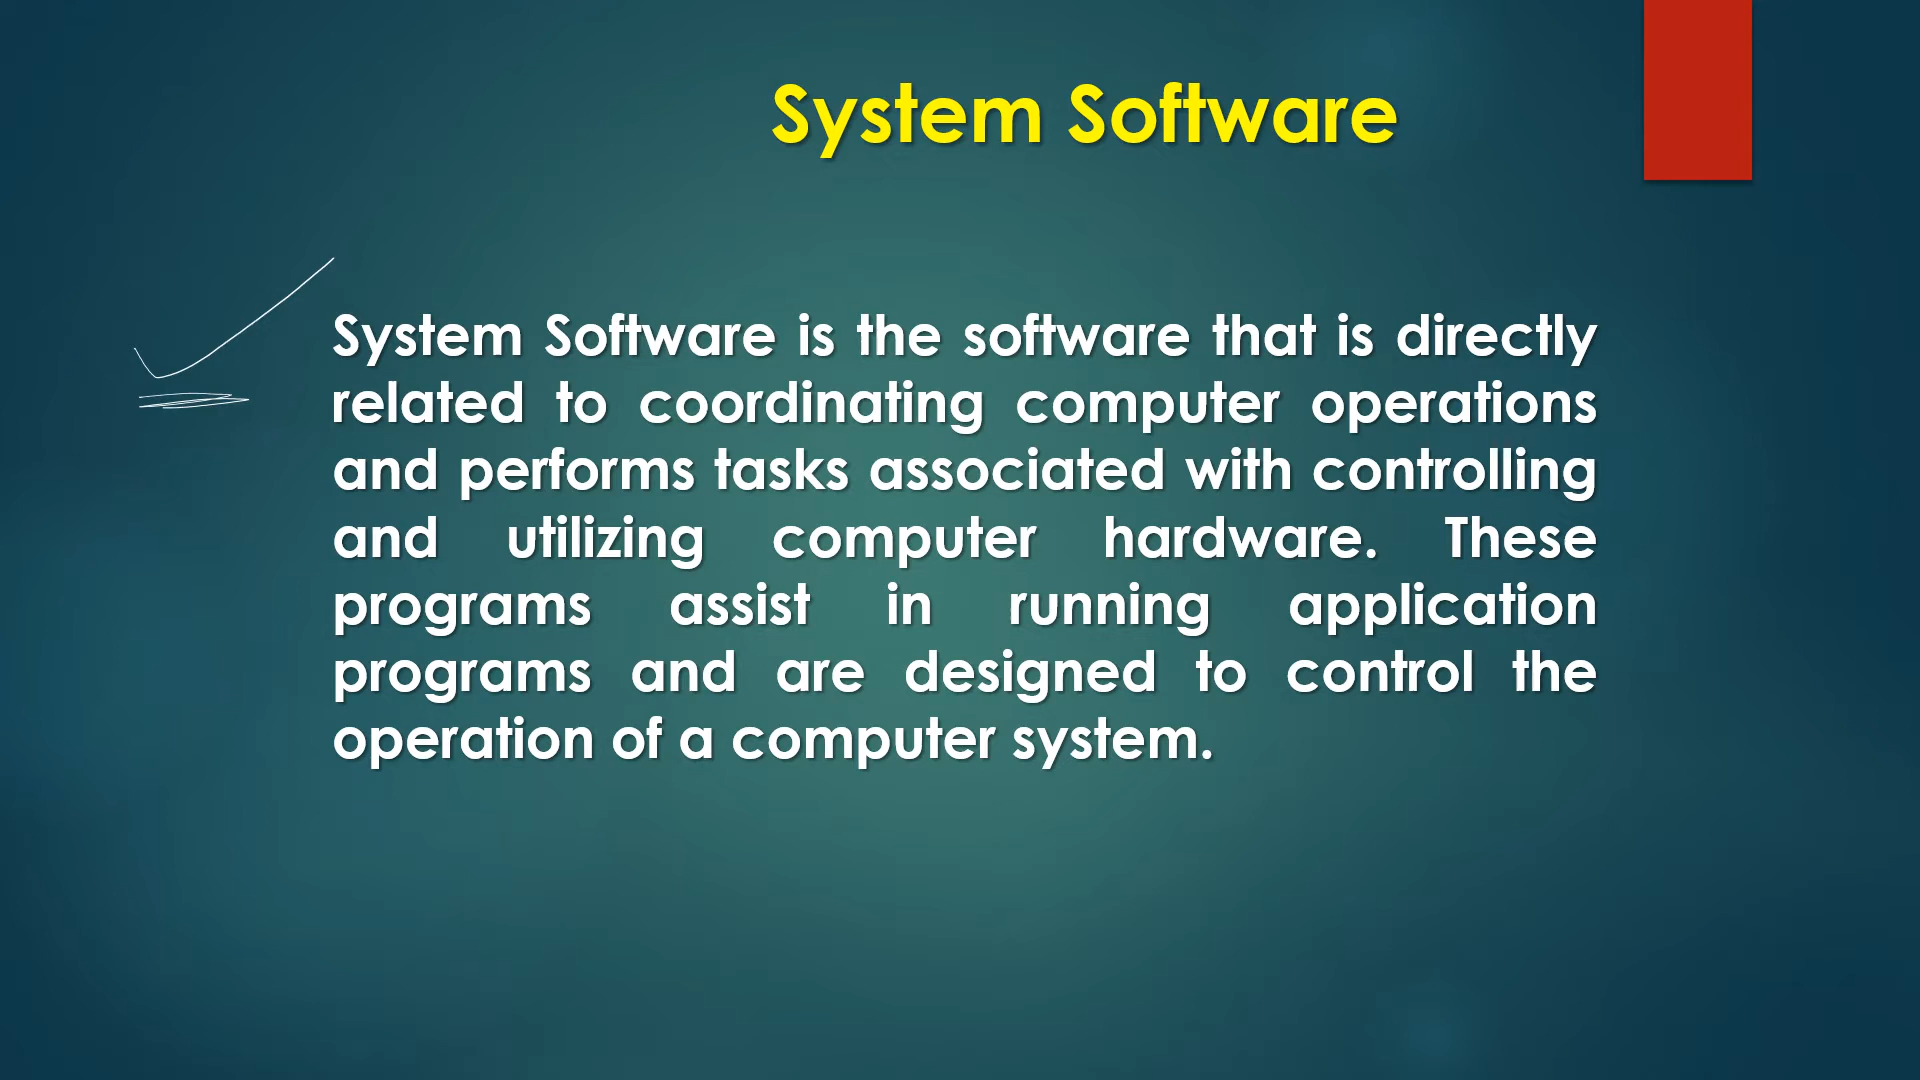 System Software
System Software is the software that is directly
related to coordinating computer operations
and performs tasks associated with controlling
and utilizing computer hardware. These
programs assist in running application
programs and are designed to control the
operation of a computer system.